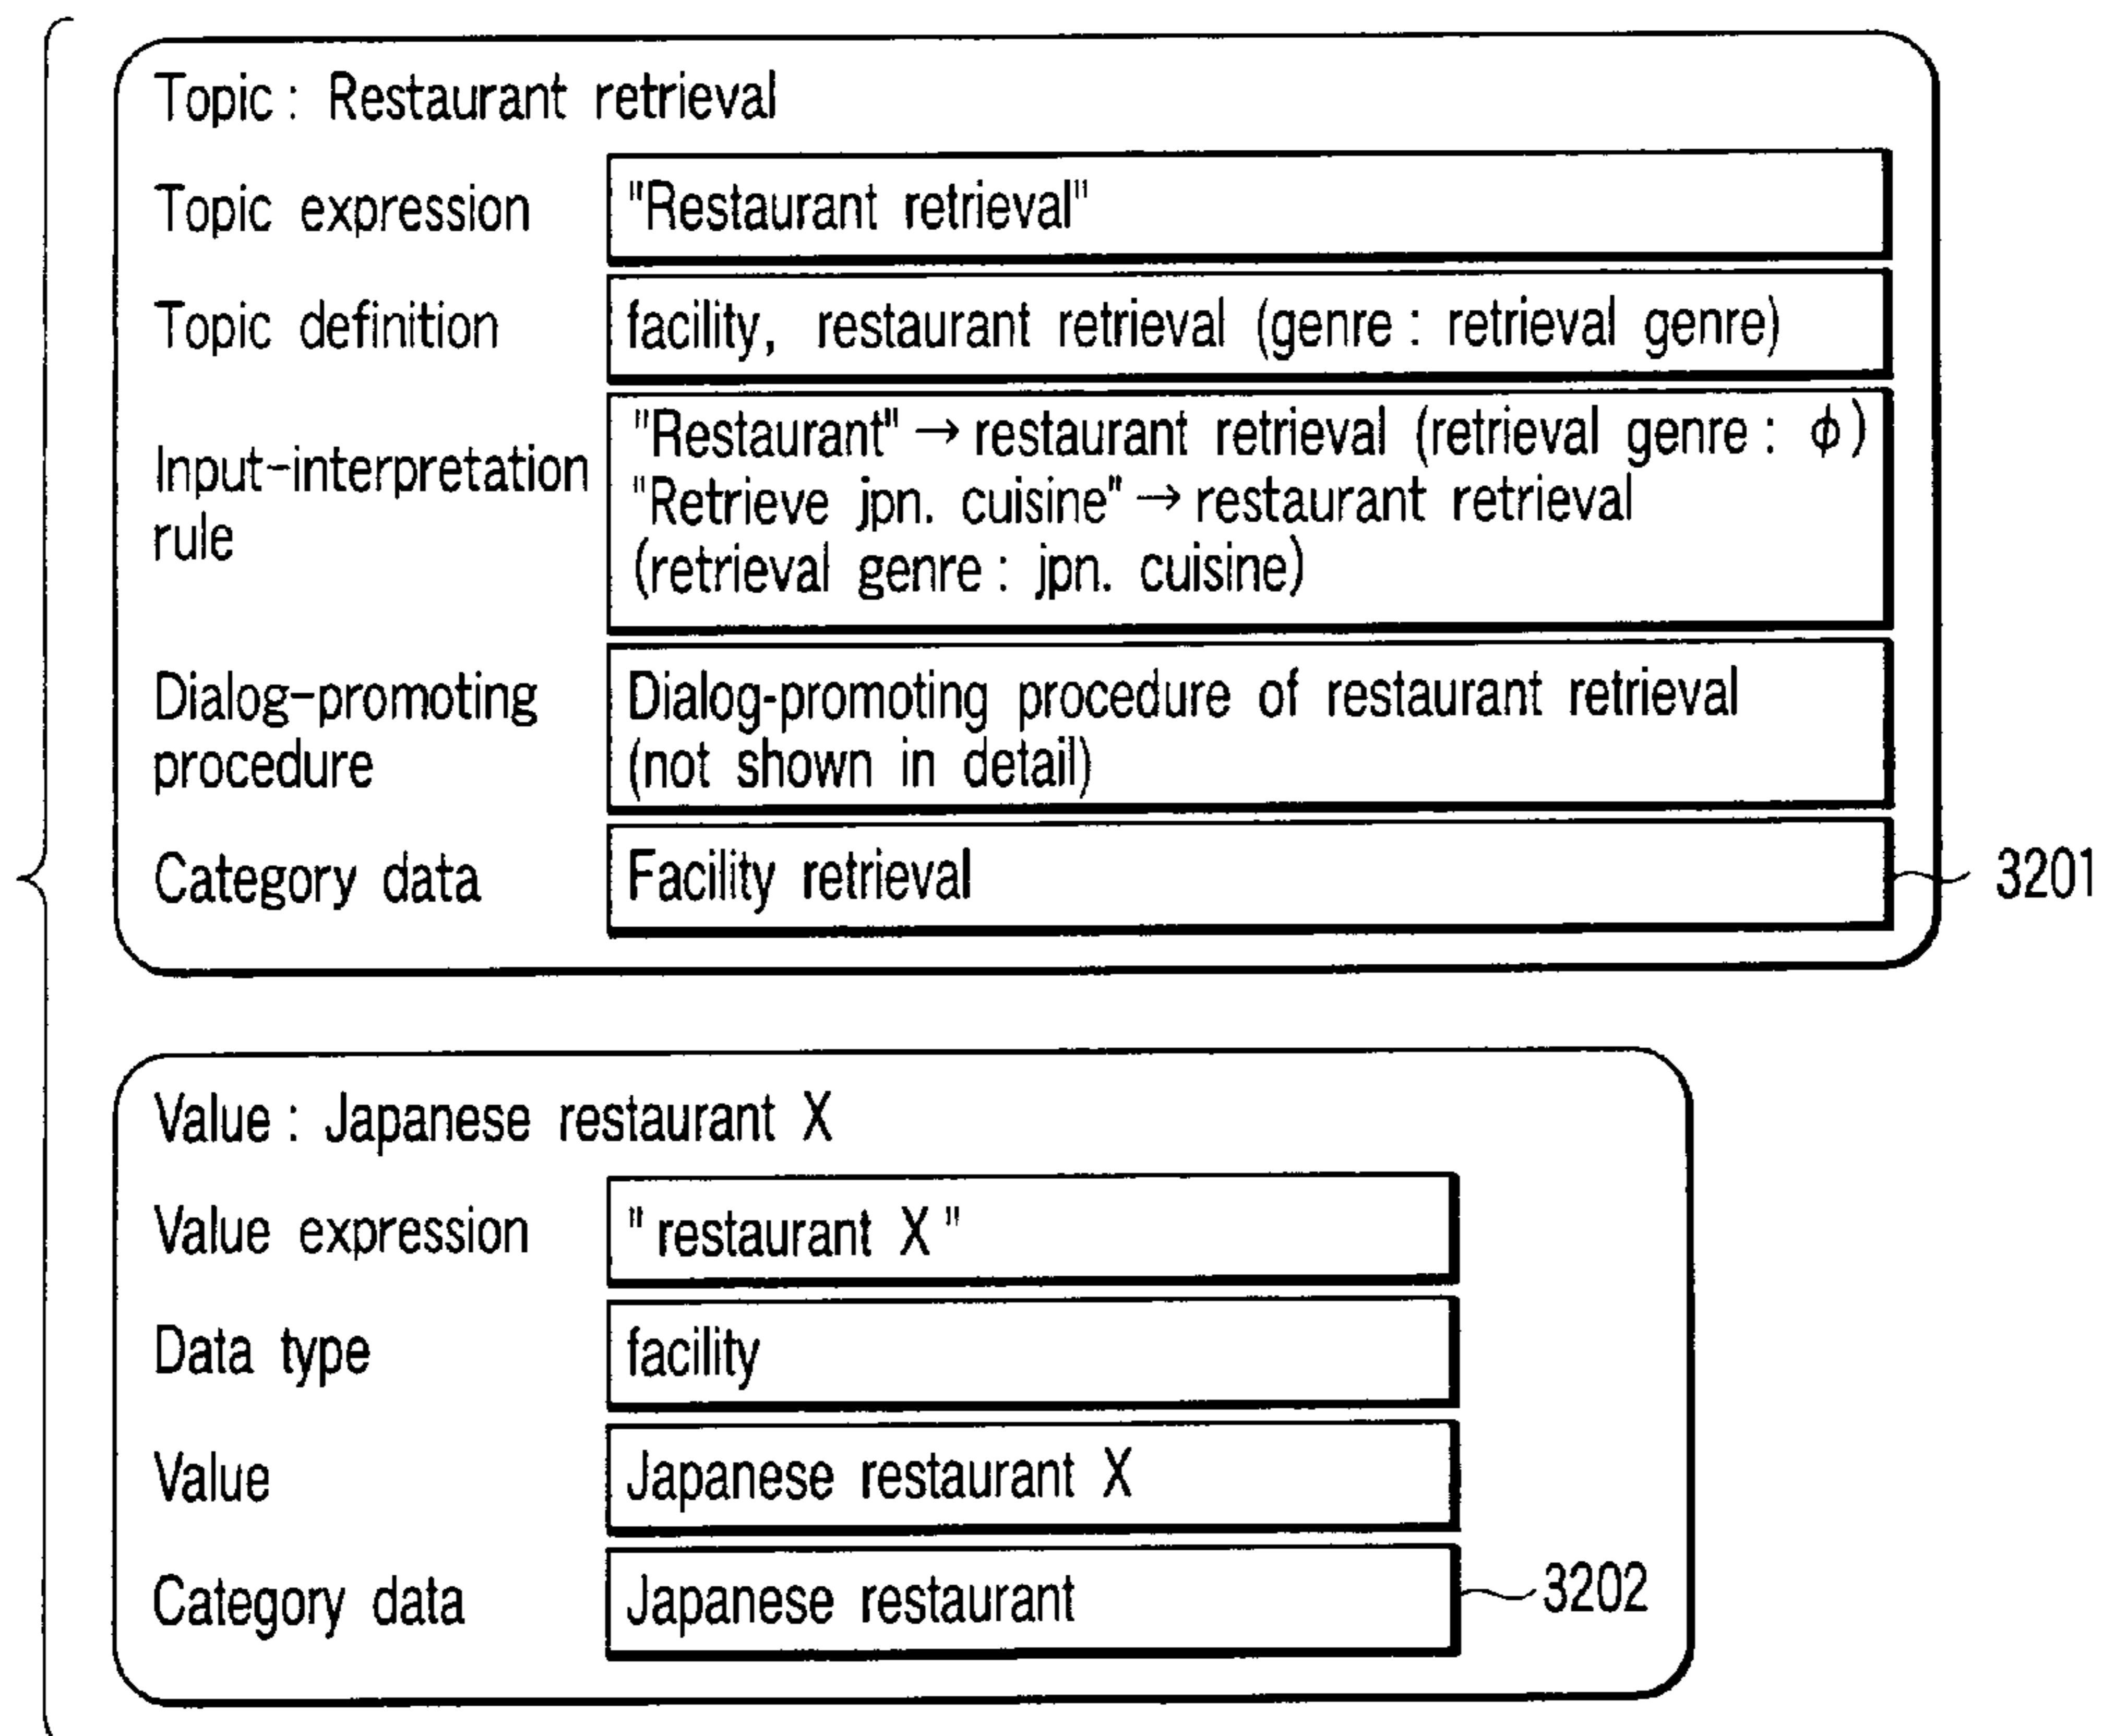 Topic : Restaurant retrieval
Topic expression "Restaurant retrieval"
Topic definition facility, restaurant retrieval (genre : retrieval genre)
Input-interpretation rule
"Restaurant" → restaurant retrieval (retrieval genre : ϕ)
"Retrieve jpn. cuisine" → restaurant retrieval
(retrieval genre : jpn. cuisine)
Dialog-promoting procedure
Dialog-promoting procedure of restaurant retrieval
(not shown in detail)
Category data Facility retrieval 3201
Value : Japanese restaurant X
Value expression "restaurant X"
Data type facility
Value Japanese restaurant X
Category data Japanese restaurant 3202